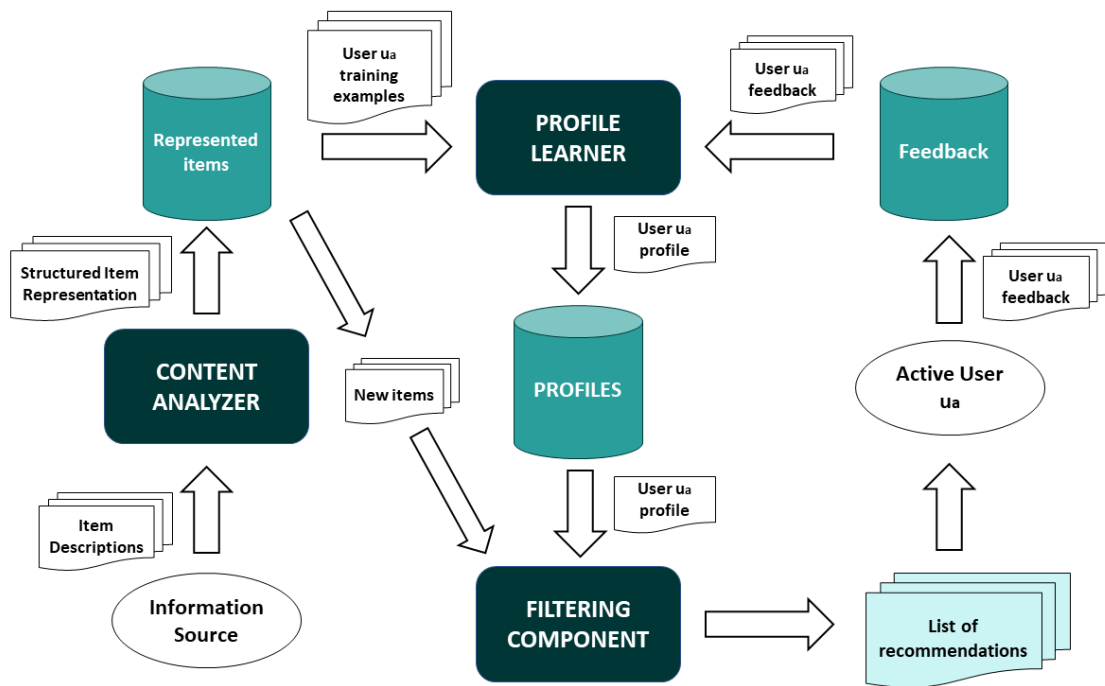 User ua
training
examples
User ua
feedback
Represented
items
PROFILE
LEARNER
Feedback
Structured Item
Representation
User ua
profile
User ua
feedback
CONTENT
ANALYZER
New items
PROFILES
Active User
ua
Item
Descriptions
User ua
profile
Information
Source
FILTERING
COMPONENT
List of
recommendations